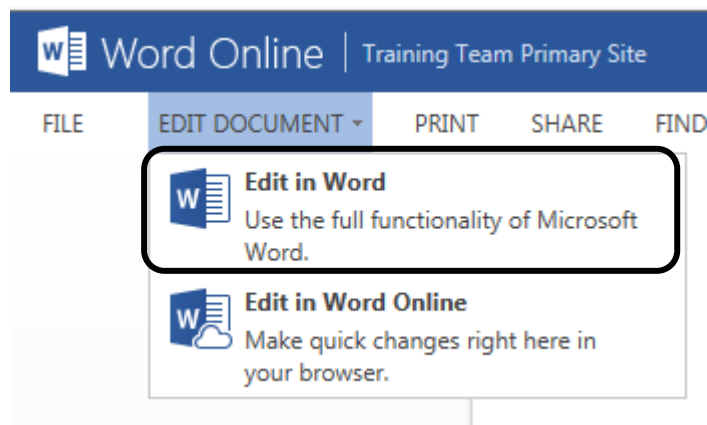 Word Online | Training Team Primary Site
FILE EDIT DOCUMENT PRINT SHARE FIND
Edit in Word
Use the full functionality of Microsoft
Word.
Edit in Word Online
Make quick changes right here in
your browser.